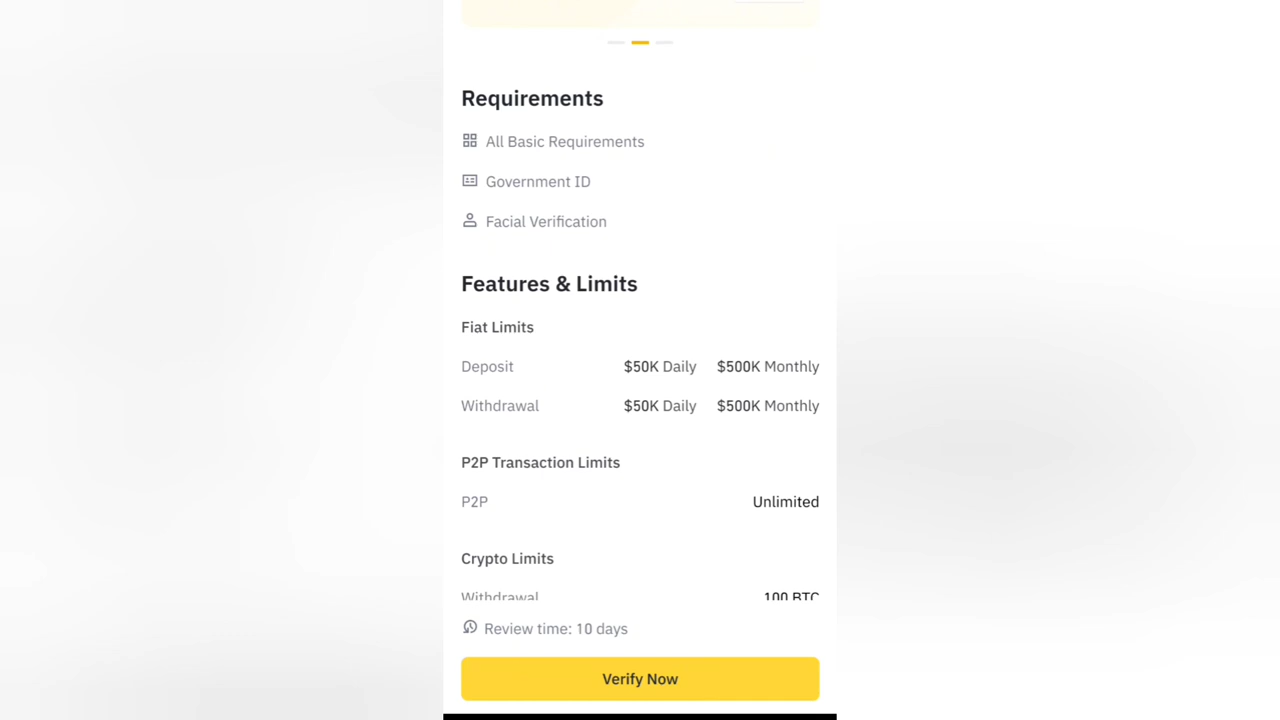 Requirements
All Basic Requirements
Government ID
Facial Verification
Features & Limits
Fiat Limits
Deposit $50K Daily $500K Monthly
Withdrawal $50K Daily $500K Monthly
P2P Transaction Limits
P2P Unlimited
Crypto Limits
Withdrawal 100 BTC
Review time: 10 days
Verify Now